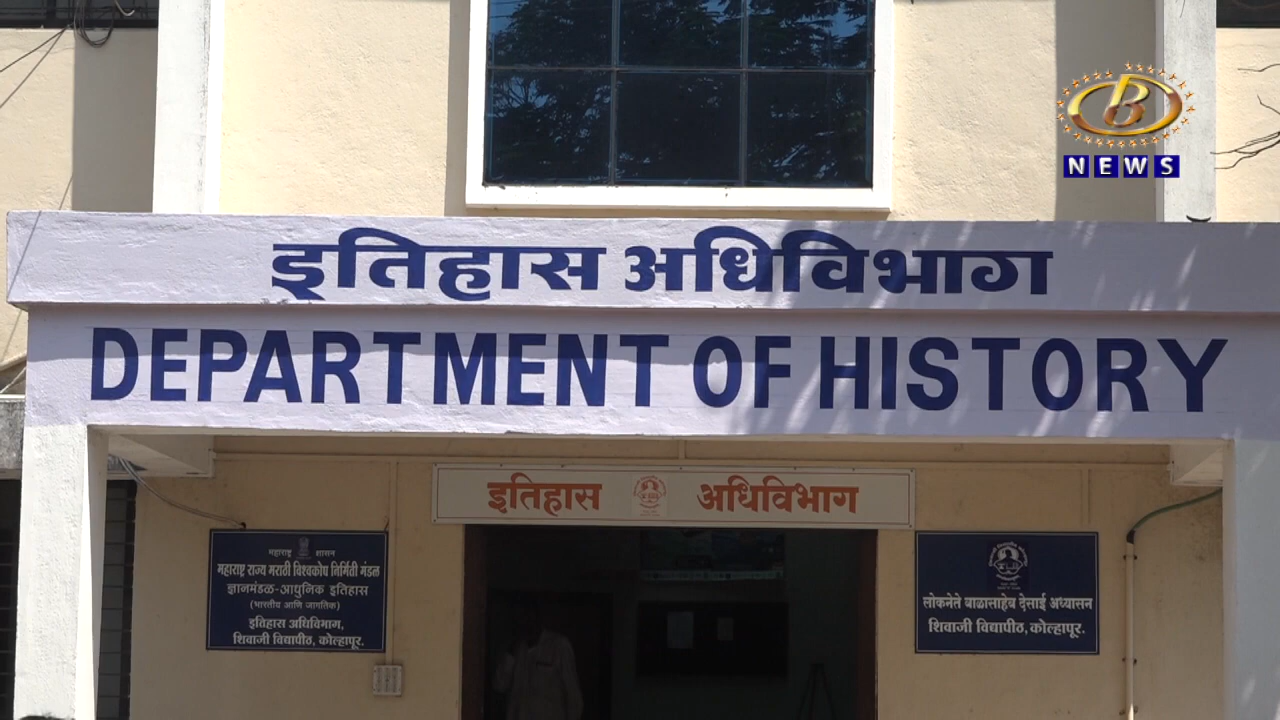 B
NEWS
इतिहास अधिविभाग
DEPARTMENT OF HISTORY
इतिहास अधिविभाग
महाराष्ट्र शासन
महाराष्ट्र राज्य मराठी विश्वकोष निर्मिती मंडळ
ज्ञानमंडळ-आधुनिक इतिहास
(भारतीय आणि जागतिक)
इतिहास अधिविभाग,
शिवाजी विद्यापीठ, कोल्हापूर.
लोकनेते बाळासाहेब देसाई अध्यासन
शिवाजी विद्यापीठ, कोल्हापूर.